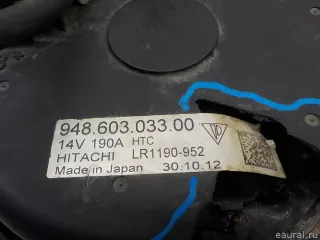 948.603.033.00
14V 190A HTC
HITACHI LR1190-952
Made in Japan 30.10.12
© eaural.ru